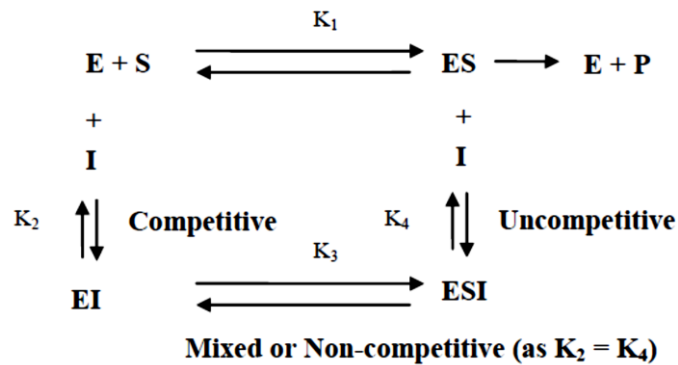 K₁
E + S ES E + P
+ +
I I
K₂ Competitive K₄ Uncompetitive
K₃
EI ESI
Mixed or Non-competitive (as K₂ = K₄)